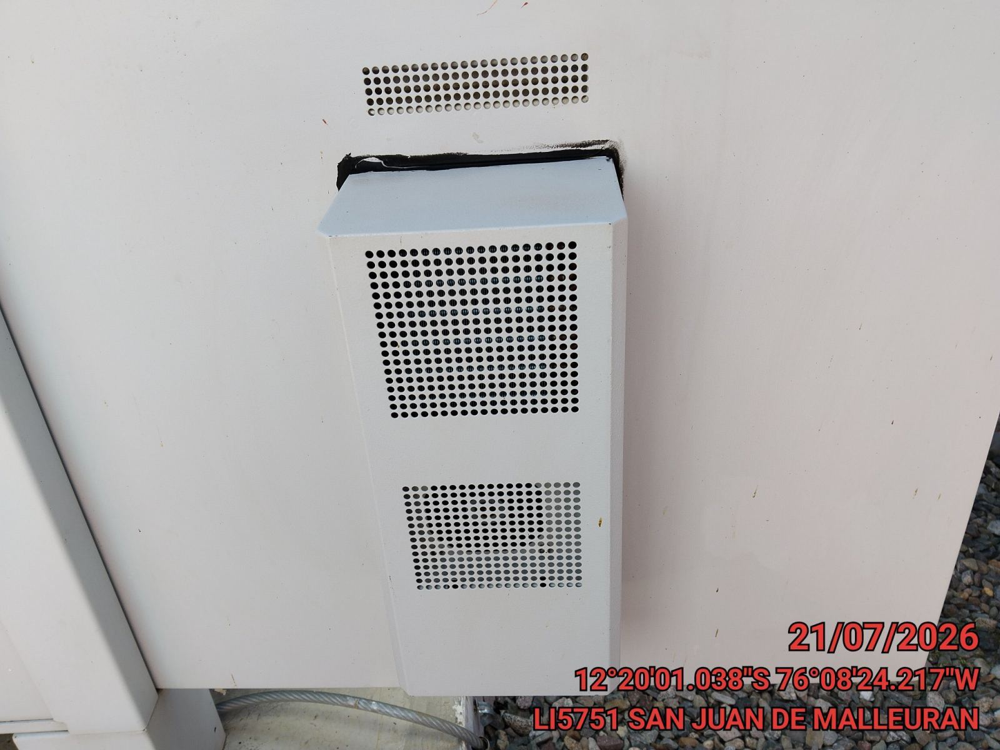 21/07/2026
12°20'01.038"S 76°08'24.217"W
LI5751 SAN JUAN DE MALLEURAN